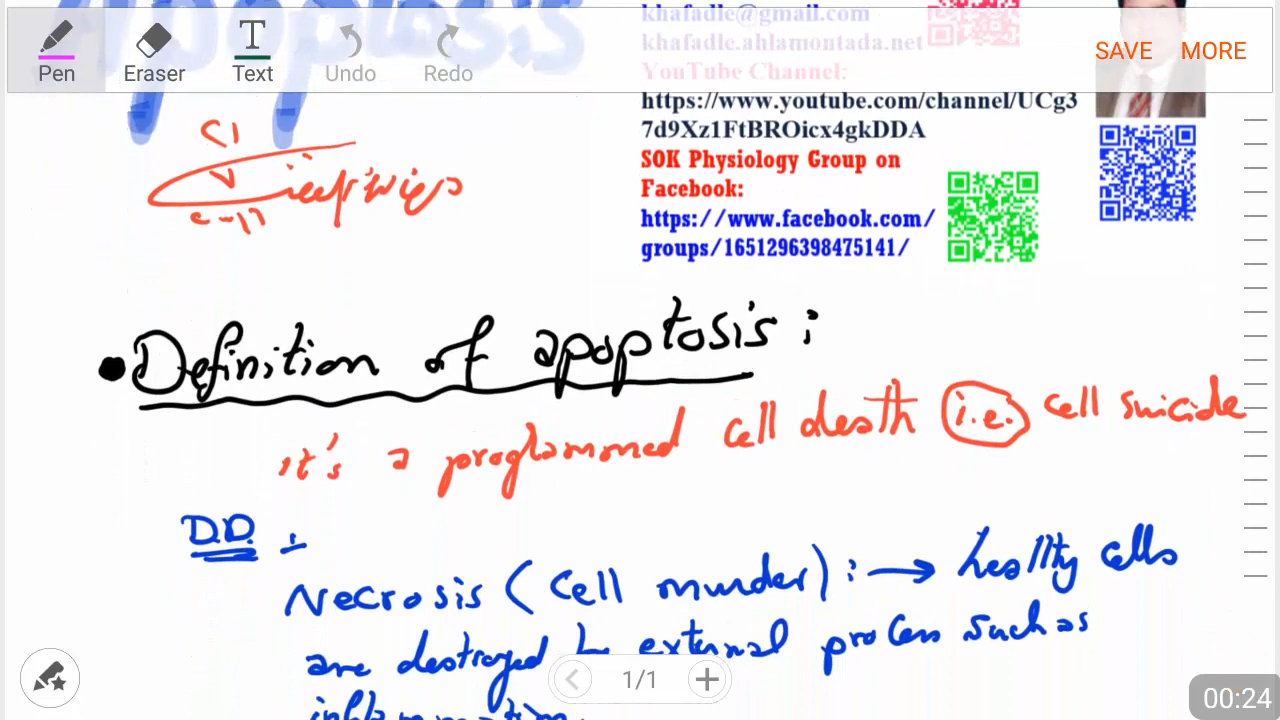 Apoptosis
khafadle@gmail.com
khafadle.ahlamontada.net
YouTube Channel:
https://www.youtube.com/channel/UCg3
7d9Xz1FtBROicx4gkDDA
SOK Physiology Group on
Facebook:
https://www.facebook.com/
groups/1651296398475141/
Pen
Eraser
Text
Undo
Redo
SAVE
MORE
Definition of apoptosis:
it's a programmed cell death i.e. cell suicide
D.D. :
Necrosis (cell murder): → healthy cells
are destroyed by external process such as
inflammation.
1/1
00:24